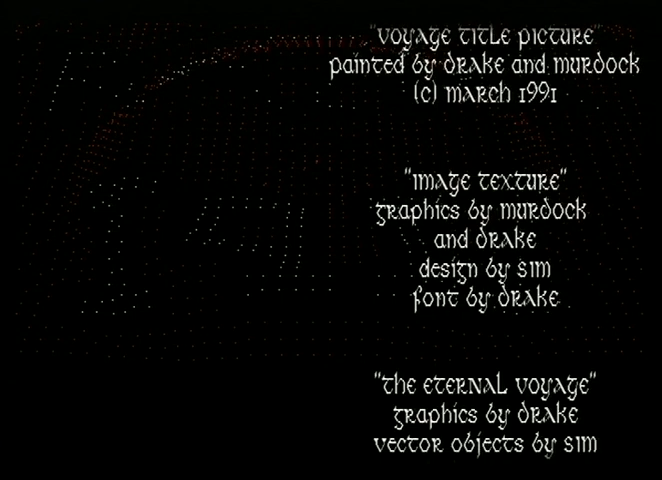 "voyage title picture"
painted by drake and murdock
(c) march 1991
"image texture"
graphics by murdock
and drake
design by sim
font by drake
"the eternal voyage"
graphics by drake
vector objects by sim